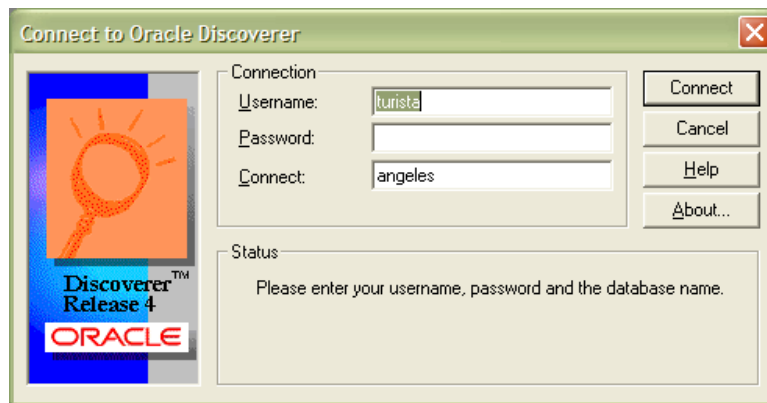 Connect to Oracle Discoverer
Connection
Username:
turista
Password:
Connect:
angeles
Connect
Cancel
Help
About...
Discoverer™
Release 4
ORACLE
Status
Please enter your username, password and the database name.